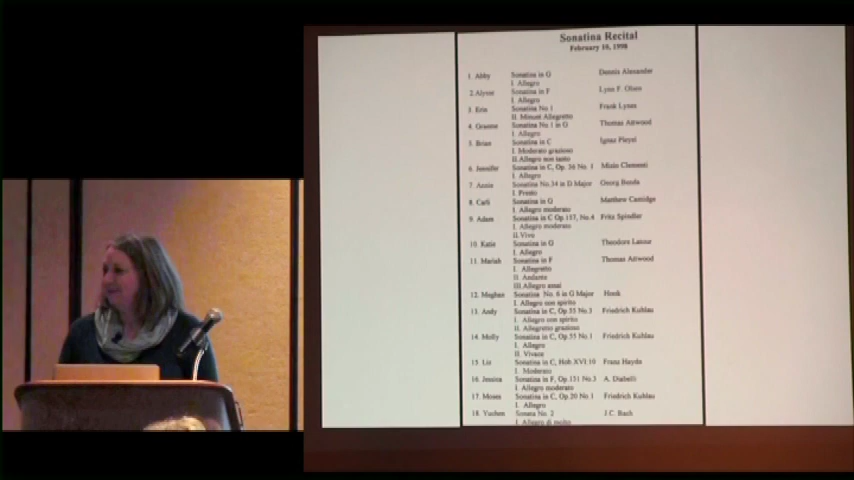 Sonatina Recital
February 10, 1998
1. Abby Sonatina in G Dennis Alexander
I. Allegro
2. Alyssa Sonatina in F Lynn F. Olson
I. Allegro
3. Erin Sonatina No. 1 Frank Lynes
II. Minuet Allegretto
4. Graeme Sonatina No. 1 in G Thomas Attwood
I. Allegro
5. Brian Sonatina in C Ignaz Pleyel
I. Moderato grazioso
II. Allegro non tanto
6. Jennifer Sonatina in C, Op. 36 No. 1 Muzio Clementi
I. Allegro
7. Annie Sonatina No.34 in D Major Georg Benda
I. Presto
8. Carli Sonatina in G Matthew Camidge
I. Allegro moderato
9. Adam Sonatina in C Op.157, No.4 Fritz Spindler
I. Allegro moderato
II. Vivo
10. Katie Sonatina in G Theodore Latour
I. Allegro
11. Mariah Sonatina in F Thomas Attwood
I. Allegretto
II. Andante
III. Allegro assai
12. Meghan Sonatina No. 6 in G Major Hook
I. Allegro non spirito
13. Andy Sonatina in C, Op.55 No.3 Friedrich Kuhlau
I. Allegro con spirito
II. Allegretto grazioso
14. Molly Sonatina in C, Op.55 No.1 Friedrich Kuhlau
I. Allegro
II. Vivace
15. Liz Sonatina in C, Hob.XVI.10 Franz Haydn
I. Moderato
16. Jessica Sonatina in F, Op.151 No.3 A. Diabelli
I. Allegro moderato
17. Moses Sonatina in C, Op.20 No.1 Friedrich Kuhlau
I. Allegro
18. Yuchen Sonata No. 2 J.C. Bach
I. Allegro di molto